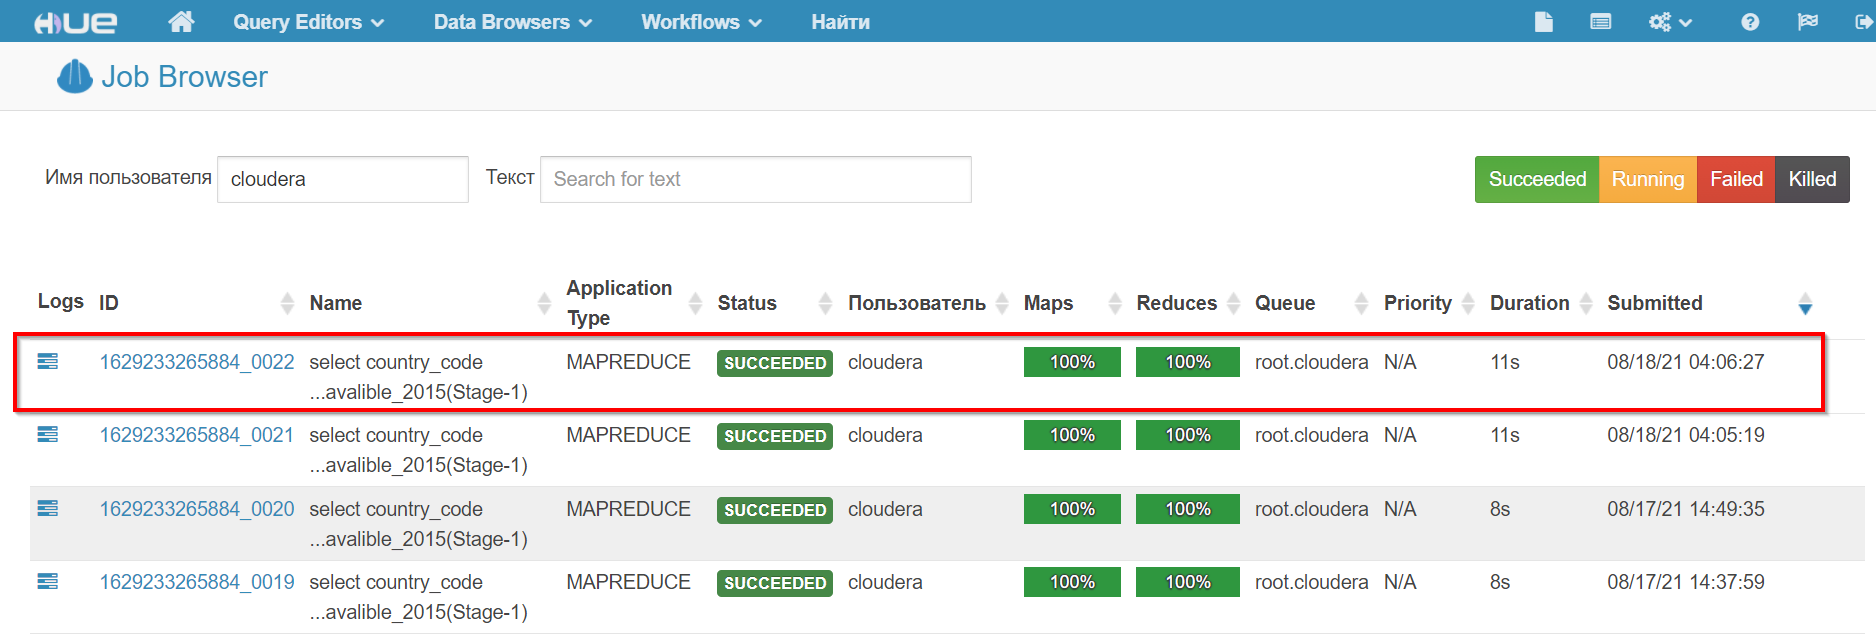 HUE Query Editors Data Browsers Workflows Найти
Job Browser
Имя пользователя cloudera Текст Search for text Succeeded Running Failed Killed
Logs ID Name Application Type Status Пользователь Maps Reduces Queue Priority Duration Submitted
1629233265884_0022 select country_code MAPREDUCE SUCCEEDED cloudera 100% 100% root.cloudera N/A 11s 08/18/21 04:06:27
...avalible_2015(Stage-1)
1629233265884_0021 select country_code MAPREDUCE SUCCEEDED cloudera 100% 100% root.cloudera N/A 11s 08/18/21 04:05:19
...avalible_2015(Stage-1)
1629233265884_0020 select country_code MAPREDUCE SUCCEEDED cloudera 100% 100% root.cloudera N/A 8s 08/17/21 14:49:35
...avalible_2015(Stage-1)
1629233265884_0019 select country_code MAPREDUCE SUCCEEDED cloudera 100% 100% root.cloudera N/A 8s 08/17/21 14:37:59
...avalible_2015(Stage-1)